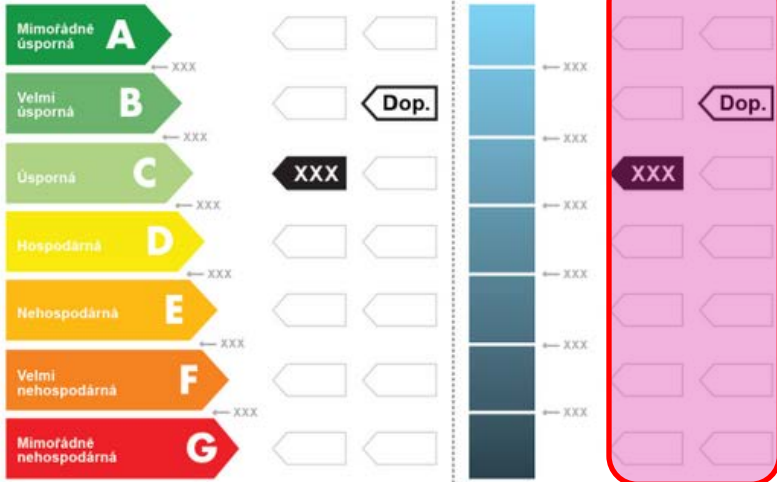 Mimořádně
úsporná
A
← XXX
← XXX
Velmi
úsporná
B
Dop.
Dop.
← XXX
← XXX
Úsporná
C
XXX
XXX
← XXX
← XXX
Hospodárná
D
← XXX
← XXX
Nehospodárná
E
← XXX
← XXX
Velmi
nehospodárná
F
← XXX
← XXX
Mimořádně
nehospodárná
G